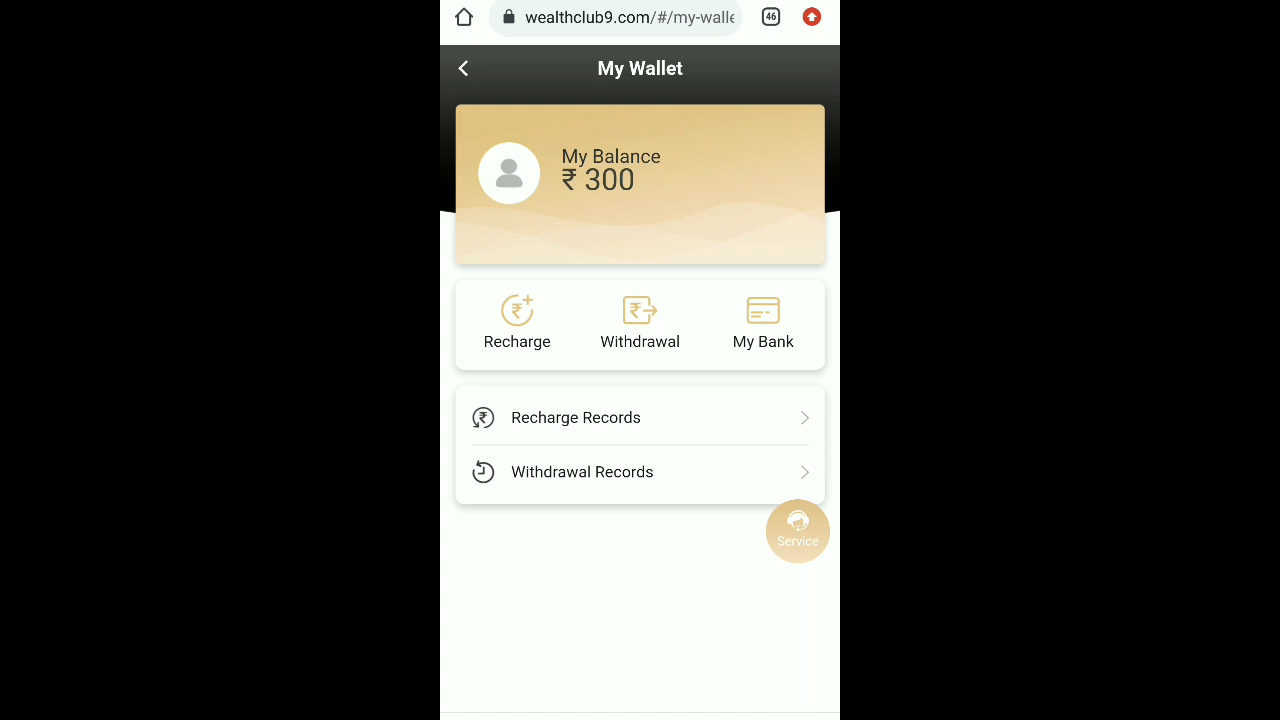 wealthclub9.com/#/my-walle
46
My Wallet
My Balance
₹ 300
Recharge
Withdrawal
My Bank
Recharge Records
Withdrawal Records
Service